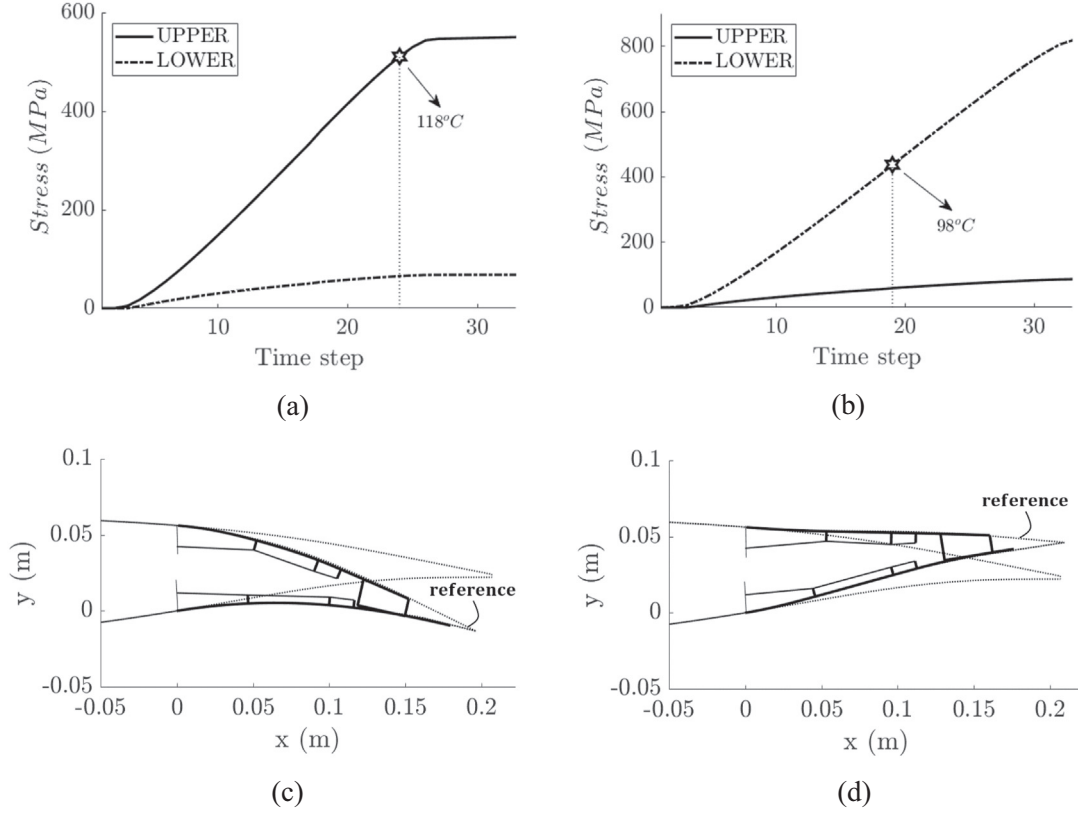 600
UPPER
LOWER
400
118°C
200
0
10
20
30
Stress (MPa)
Time step
(a)
800
UPPER
LOWER
600
400
98°C
200
0
10
20
30
Stress (MPa)
Time step
(b)
0.1
0.05
reference
0
-0.05
-0.05
0
0.05
0.1
0.15
0.2
y (m)
x (m)
(c)
0.1
reference
0.05
0
-0.05
-0.05
0
0.05
0.1
0.15
0.2
y (m)
x (m)
(d)